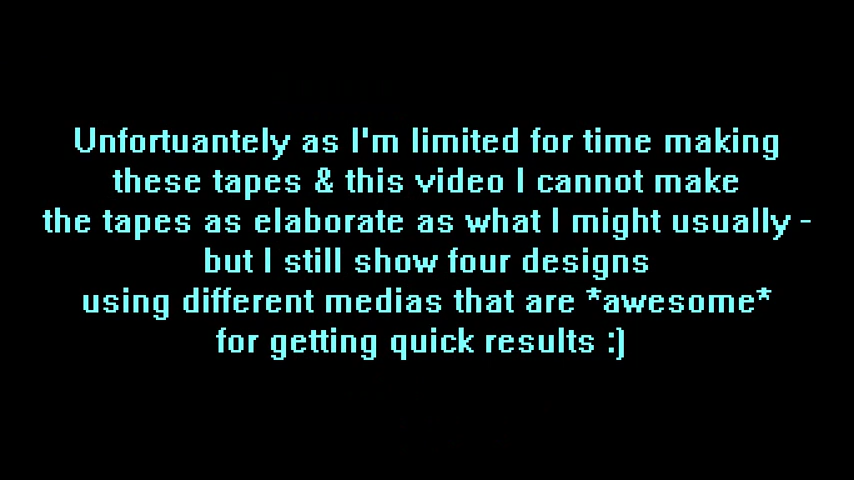 Unfortuantely as I'm limited for time making
these tapes & this video I cannot make
the tapes as elaborate as what I might usually -
but I still show four designs
using different medias that are *awesome*
for getting quick results :)